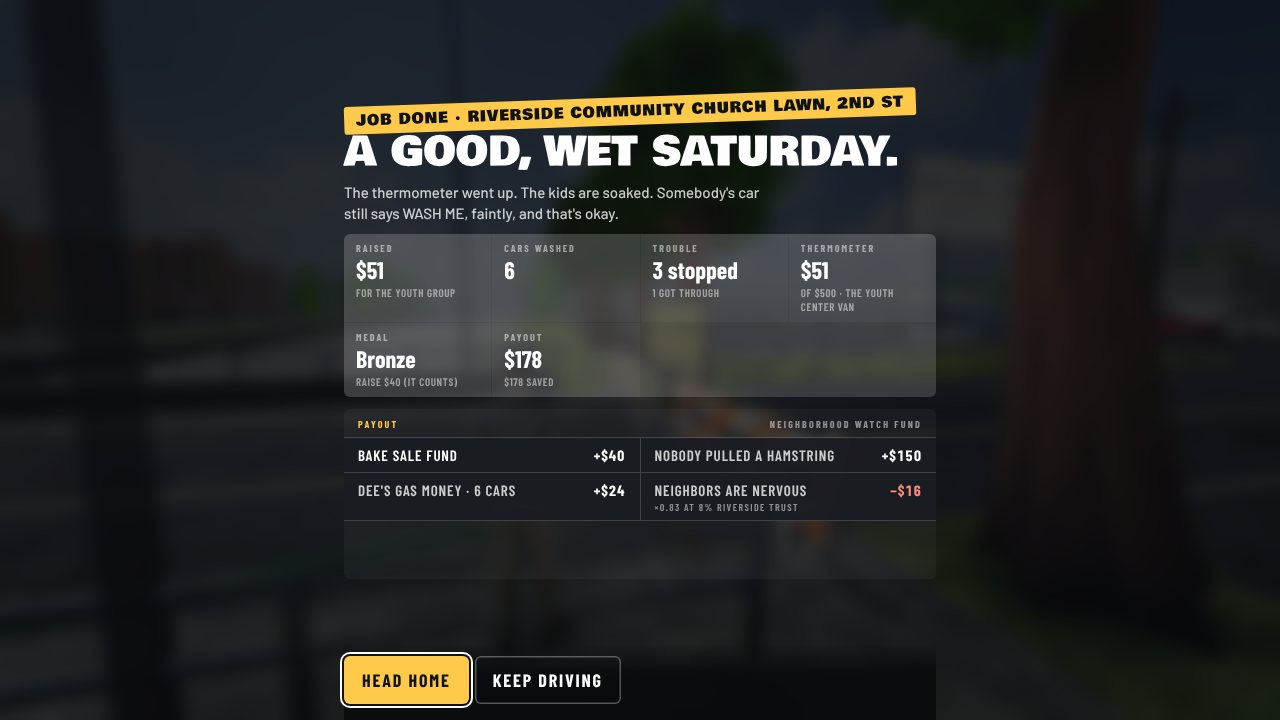 JOB DONE · RIVERSIDE COMMUNITY CHURCH LAWN, 2ND ST
A GOOD, WET SATURDAY.
The thermometer went up. The kids are soaked. Somebody's car
still says WASH ME, faintly, and that's okay.
RAISED
$51
FOR THE YOUTH GROUP
CARS WASHED
6
TROUBLE
3 stopped
1 GOT THROUGH
THERMOMETER
$51
OF $500 · THE YOUTH
CENTER VAN
MEDAL
Bronze
RAISE $40 (IT COUNTS)
PAYOUT
$178
$178 SAVED
PAYOUT
NEIGHBORHOOD WATCH FUND
BAKE SALE FUND +$40
NOBODY PULLED A HAMSTRING +$150
DEE'S GAS MONEY · 6 CARS +$24
NEIGHBORS ARE NERVOUS −$16
×0.83 AT 8% RIVERSIDE TRUST
HEAD HOME
KEEP DRIVING